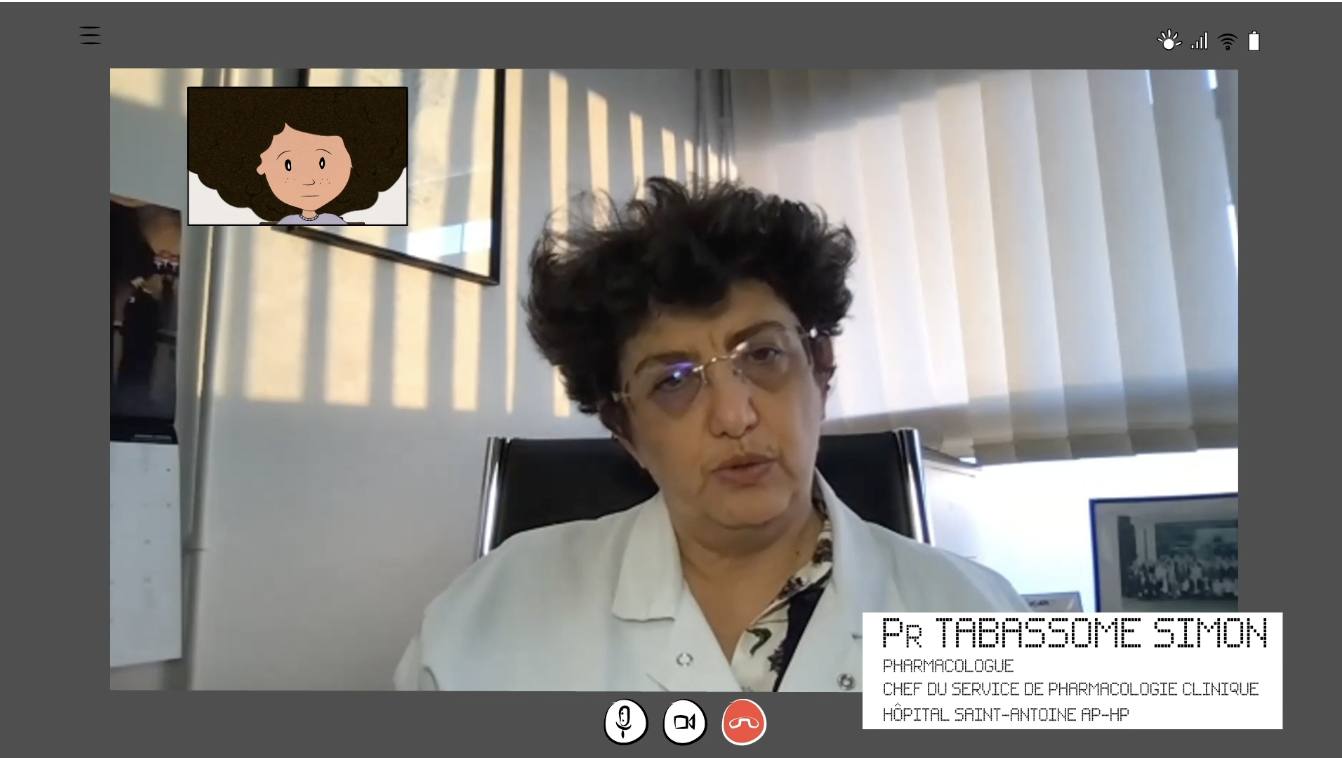 PR TABASSOME SIMON
PHARMACOLOGUE
CHEF DU SERVICE DE PHARMACOLOGIE CLINIQUE
HÔPITAL SAINT-ANTOINE AP-HP